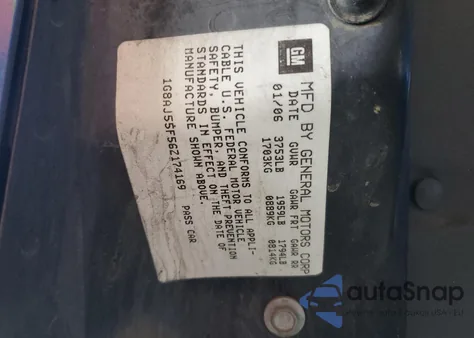 GM
MFD BY GENERAL MOTORS CORP
DATE GVWR GAWR FRT GAWR RR
01/06 3753LB 1959LB 1794LB
1703KG 0889KG 0814KG
THIS VEHICLE CONFORMS TO ALL APPLI-
CABLE U.S. FEDERAL MOTOR VEHICLE
SAFETY, BUMPER, AND THEFT PREVENTION
STANDARDS IN EFFECT ON THE DATE OF
MANUFACTURE SHOWN ABOVE.
1G8AJ55F56Z174169 PASS CAR
autoSnap